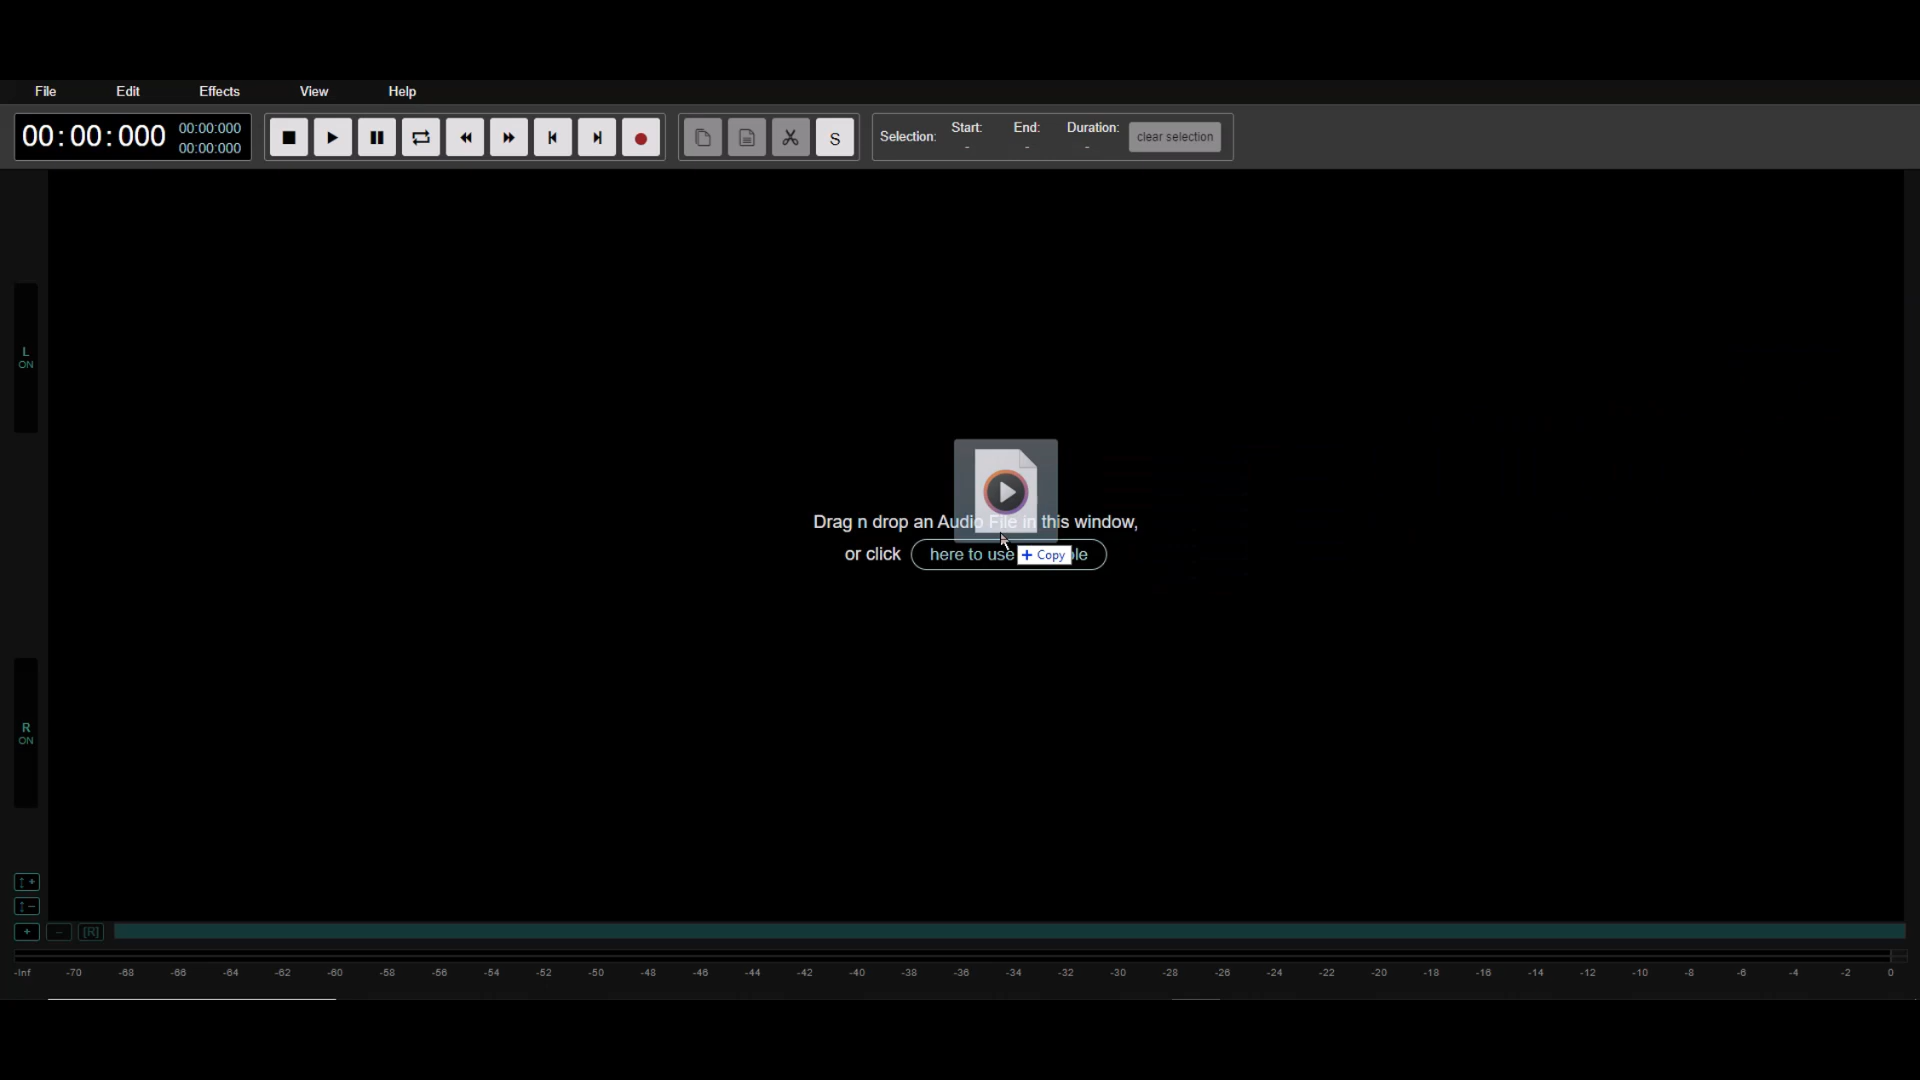 File Edit Effects View Help
00:00:000 00:00:000
00:00:000
S
Selection: Start: - End: - Duration: - clear selection
L
ON
Drag n drop an Audio File in this window,
or click here to use
+ Copy
R
ON
+
-
+ - [R]
-Inf -70 -68 -66 -64 -62 -60 -58 -56 -54 -52 -50 -48 -46 -44 -42 -40 -38 -36 -34 -32 -30 -28 -26 -24 -22 -20 -18 -16 -14 -12 -10 -8 -6 -4 -2 0